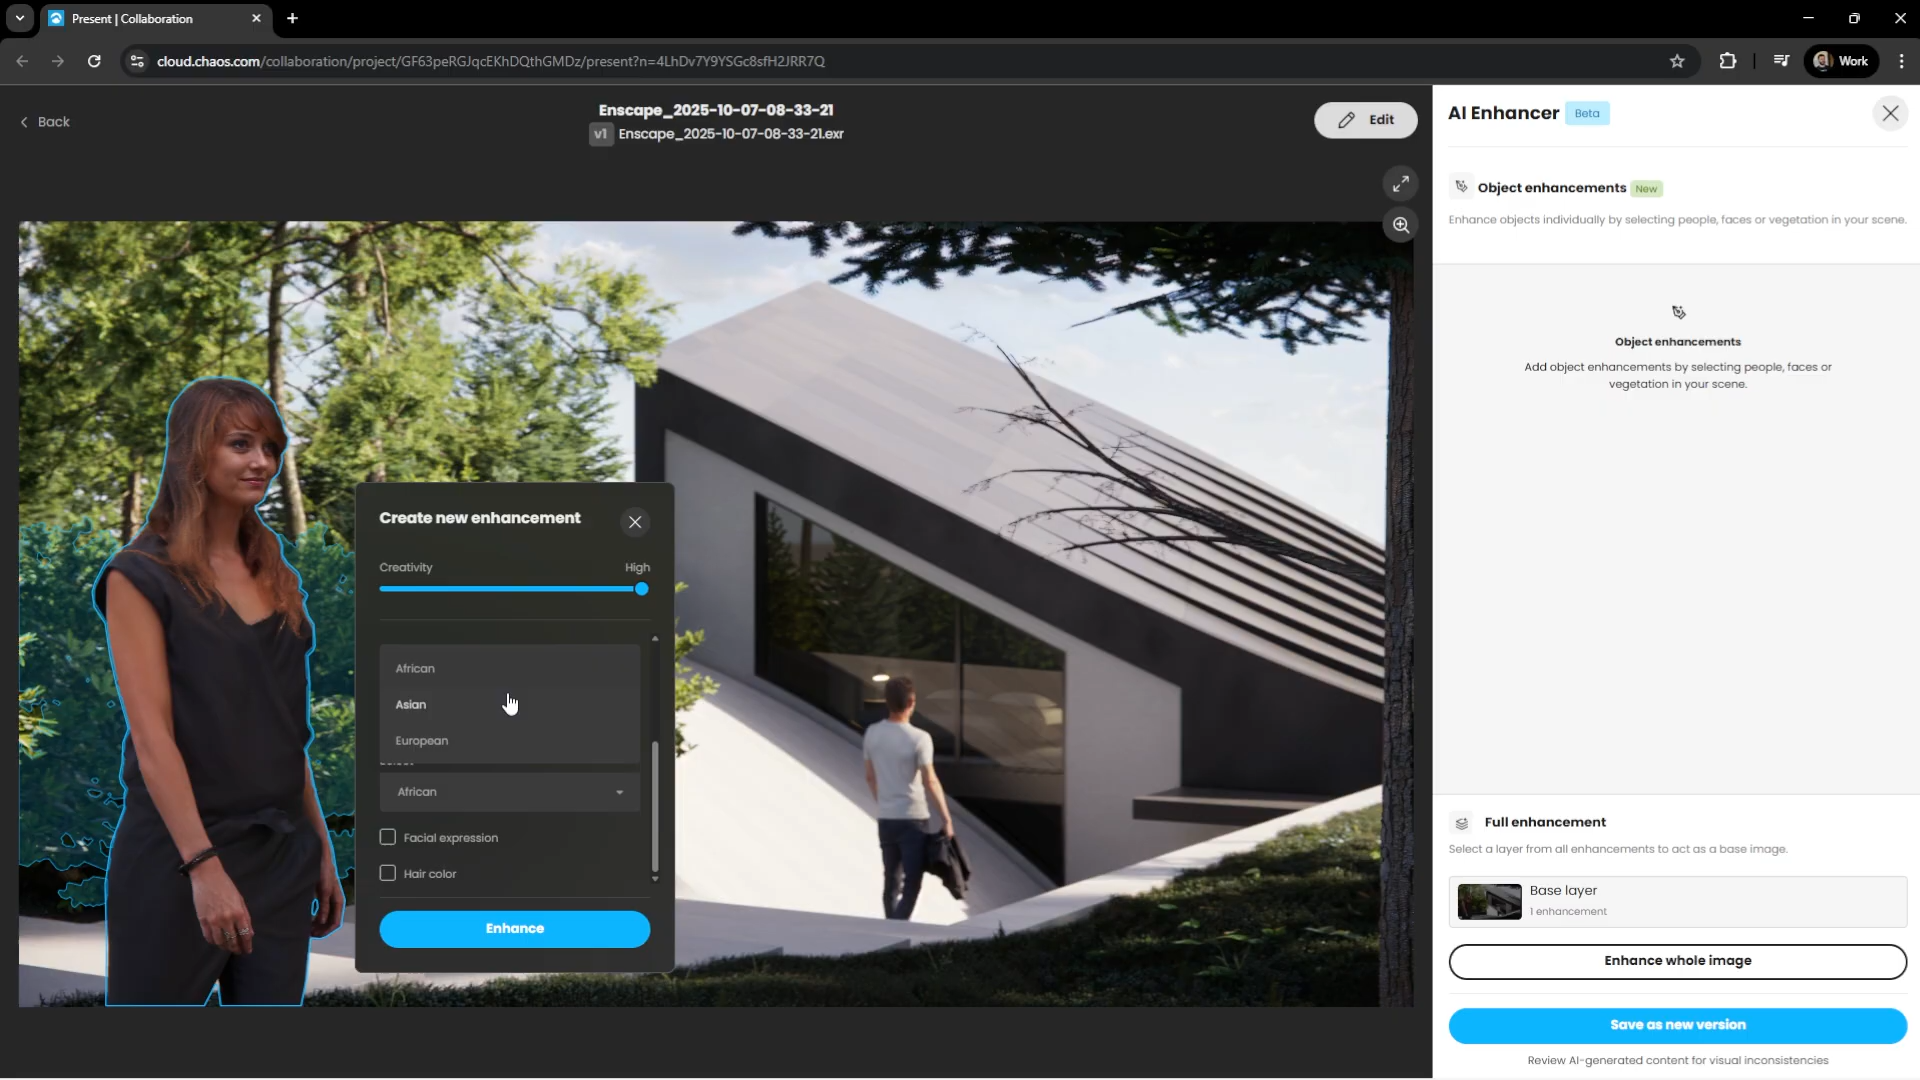 Present | Collaboration
cloud.chaos.com/collaboration/project/GF63peRGJqcEKhDQthGMDz/present?n=4LhDv7Y9YSGc8sfH2JRR7Q
Work
Back
Enscape_2025-10-07-08-33-21
v1 Enscape_2025-10-07-08-33-21.exr
Edit
AI Enhancer Beta
Object enhancements New
Enhance objects individually by selecting people, faces or vegetation in your scene.
Object enhancements
Add object enhancements by selecting people, faces or
vegetation in your scene.
Create new enhancement
Creativity High
African
Asian
European
African
Facial expression
Hair color
Enhance
Full enhancement
Select a layer from all enhancements to act as a base image.
Base layer
1 enhancement
Enhance whole image
Save as new version
Review AI-generated content for visual inconsistencies